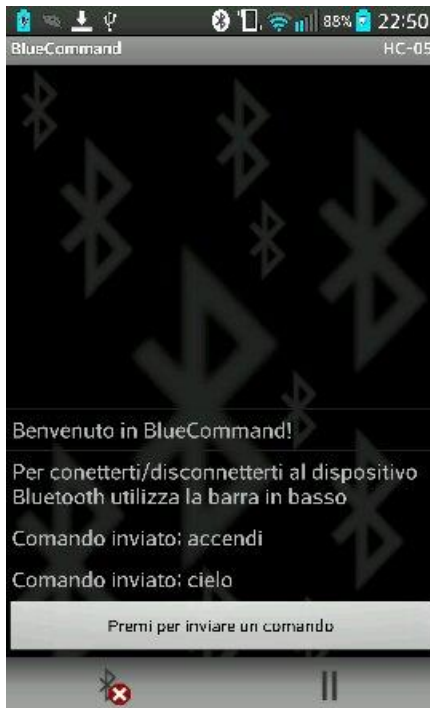 88% 22:50
BlueCommand HC-05
Benvenuto in BlueCommand!
Per conetterti/disconnetterti al dispositivo
Bluetooth utilizza la barra in basso
Comando inviato: accendi
Comando inviato: cielo
Premi per inviare un comando